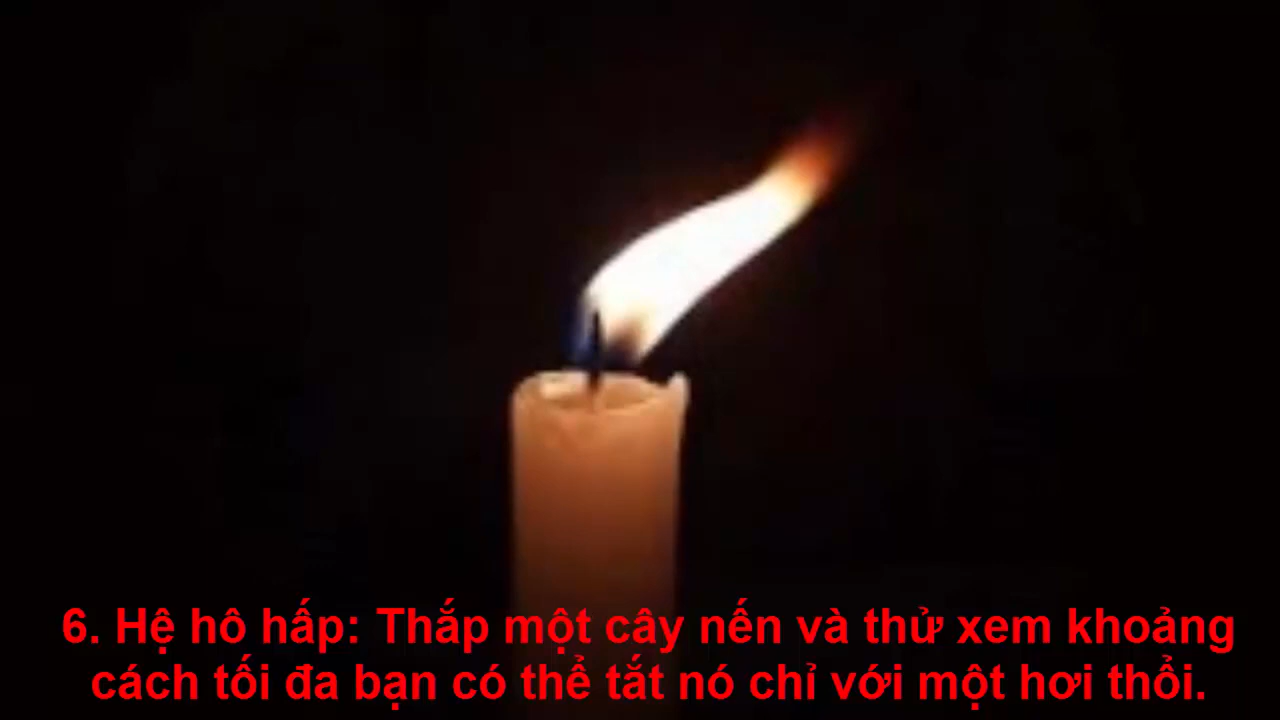 6. Hệ hô hấp: Thắp một cây nến và thử xem khoảng
cách tối đa bạn có thể tắt nó chỉ với một hơi thổi.